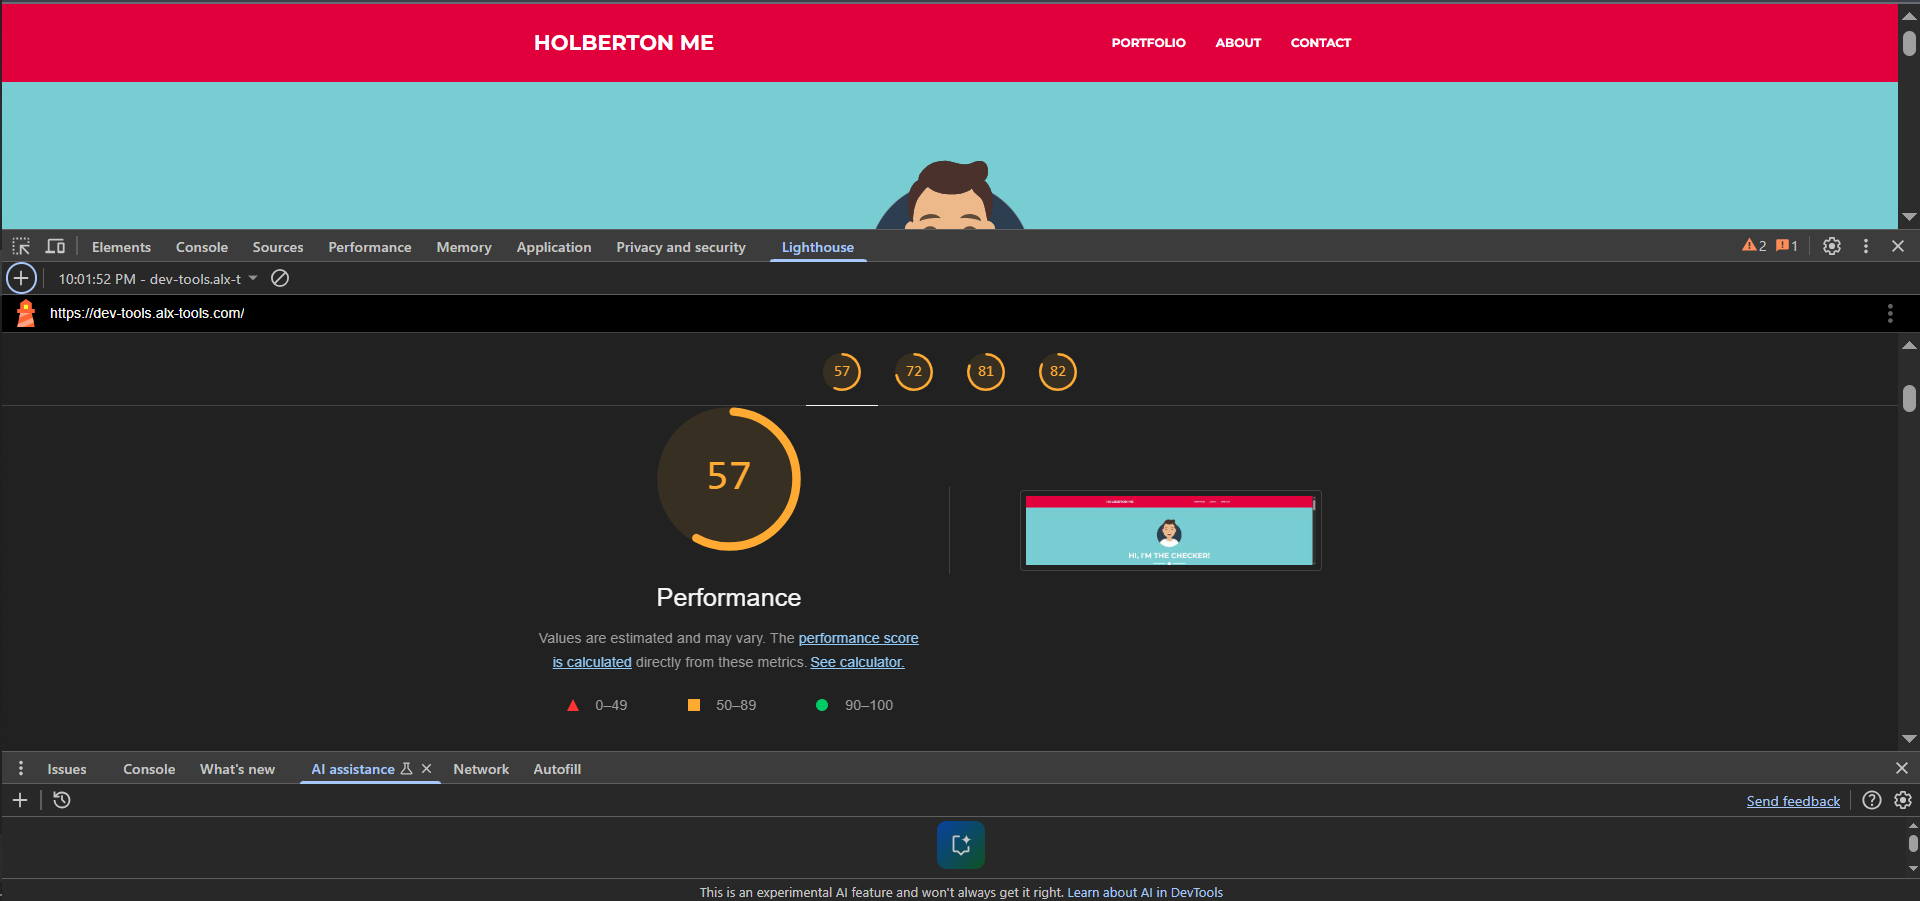 HOLBERTON ME
PORTFOLIO ABOUT CONTACT
Elements Console Sources Performance Memory Application Privacy and security Lighthouse 2 1
10:01:52 PM - dev-tools.alx-t
https://dev-tools.alx-tools.com/
57 72 81 82
57
HI, I'M THE CHECKER!
Performance
Values are estimated and may vary. The performance score
is calculated directly from these metrics. See calculator.
0–49 50–89 90–100
Issues Console What's new AI assistance Network Autofill
Send feedback
This is an experimental AI feature and won't always get it right. Learn about AI in DevTools